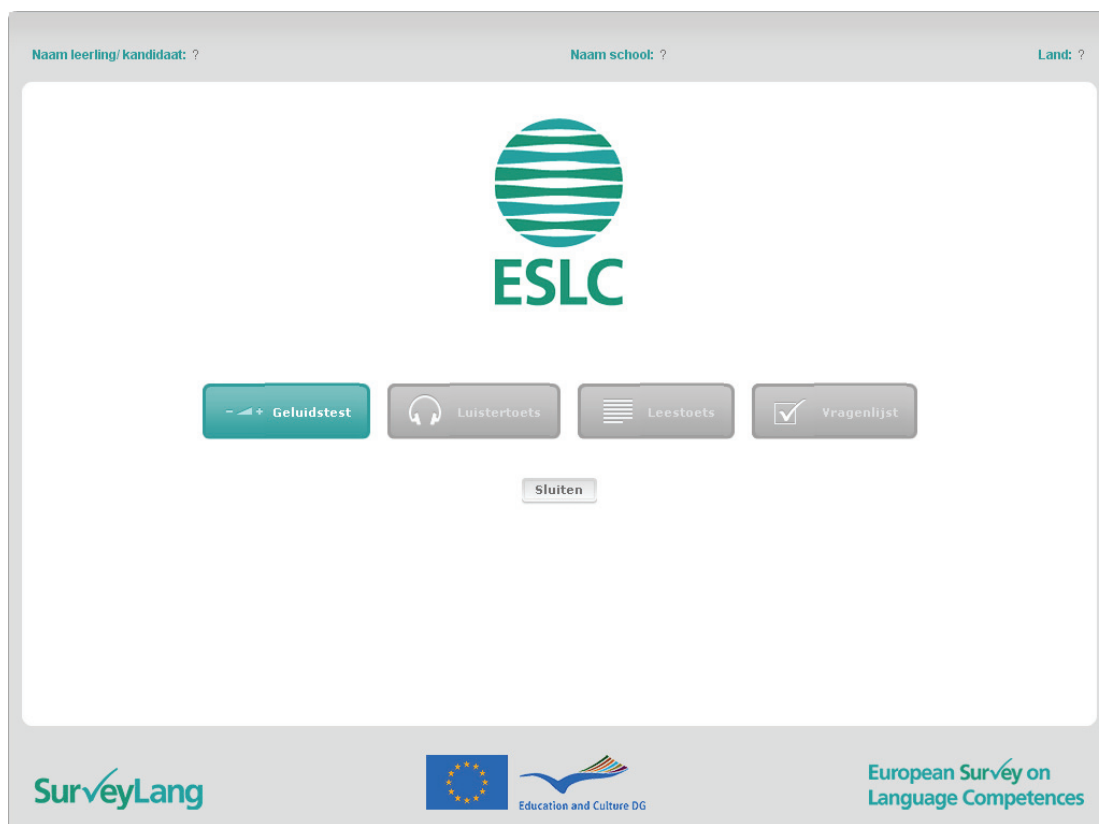 Naam leerling/kandidaat: ? Naam school: ? Land: ?
ESLC
- + Geluidstest Luistertoets Leestoets Vragenlijst
Sluiten
SurveyLang
Education and Culture DG
European Survey on
Language Competences